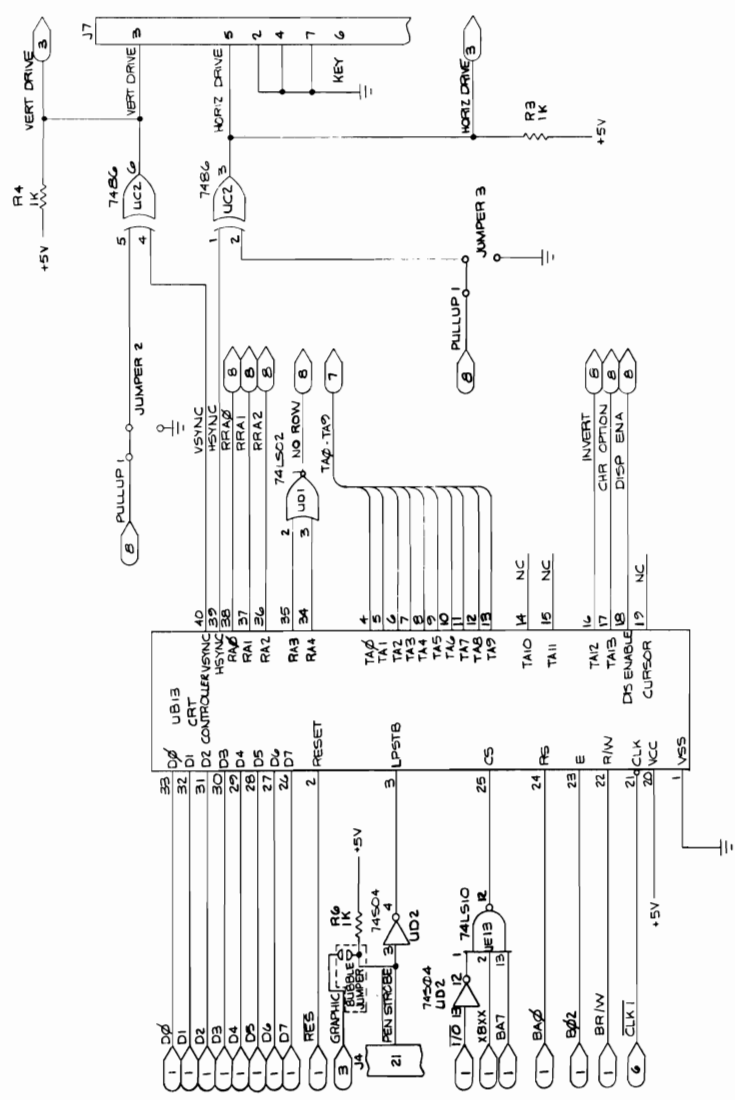 1 DØ 33 DØ
1 D1 32 D1
1 D2 31 D2
1 D3 30 D3
1 D4 29 D4
1 D5 28 D5
1 D6 27 D6
1 D7 26 D7
1 RES 2 RESET
3 GRAPHIC
BUBBLE JUMPER
R6
1K
+5V
J4
21 PEN STROBE 3 74S04 4 UD2 3 LPSTB
1 I/O 13 12 1
74S04
UD2
1 XBXX 2
1 BA7 13
74LS10
UE13
12 25 CS
1 BAØ 24 RS
1 BØ2 23 E
1 BR/W 22 R/W
6 CLK1 21 CLK
+5V 20 VCC
1 VSS
UB13
CRT
CONTROLLER
VSYNC 40 VSYNC
HSYNC 39 HSYNC
RAØ 38 RRAØ 8
RA1 37 RRA1 8
RA2 36 RRA2 8
RA3 35 2
RA4 34 3
74LS02
UD1
NO ROW 8
TAØ 4
TA1 5
TA2 6
TA3 7
TA4 8
TA5 9
TA6 10
TA7 11
TA8 12
TA9 13
TAØ-TA9 7
TA10 14 NC
TA11 15 NC
TA12 16 INVERT 8
TA13 17 CHR OPTION 8
DIS ENABLE 18 DISP ENA 8
CURSOR 19 NC
8 PULLUP 1
JUMPER 2
5
4
7486
UC2
6
+5V
R4
1K
VERT DRIVE 3
VERT DRIVE 3
1
2
7486
UC2
3
HORIZ DRIVE 5
8 PULLUP 1
JUMPER 3
HORIZ DRIVE 3
R3
1K
+5V
J7
2
4
7
6
KEY